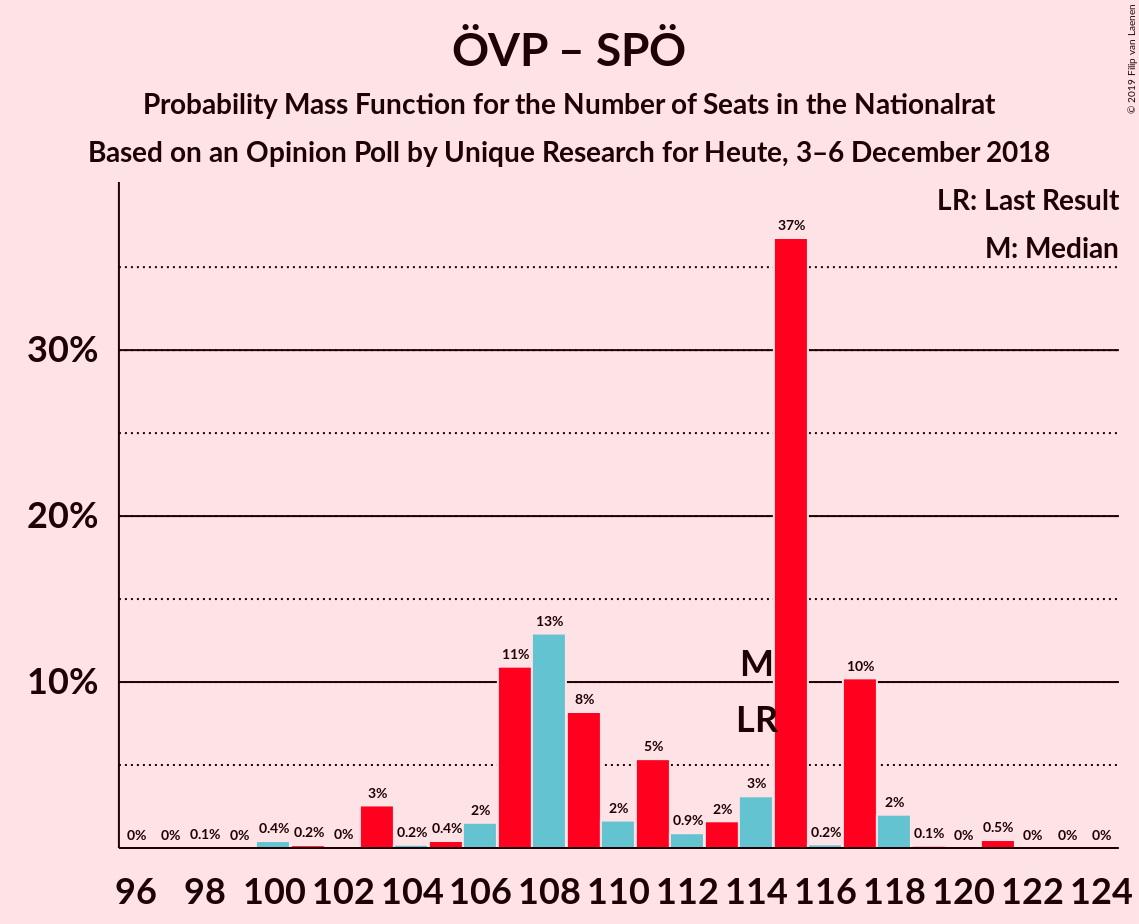 ÖVP – SPÖ
Probability Mass Function for the Number of Seats in the Nationalrat
Based on an Opinion Poll by Unique Research for Heute, 3–6 December 2018
© 2019 Filip van Laenen
LR: Last Result
M: Median
30%
20%
10%
0% 0% 0.1% 0% 0.4% 0.2% 0% 3% 0.2% 0.4% 2% 11% 13% 8% 2% 5% 0.9% 2% 3% 37% 0.2% 10% 2% 0.1% 0% 0.5% 0% 0% 0%
M
LR
96 98 100 102 104 106 108 110 112 114 116 118 120 122 124